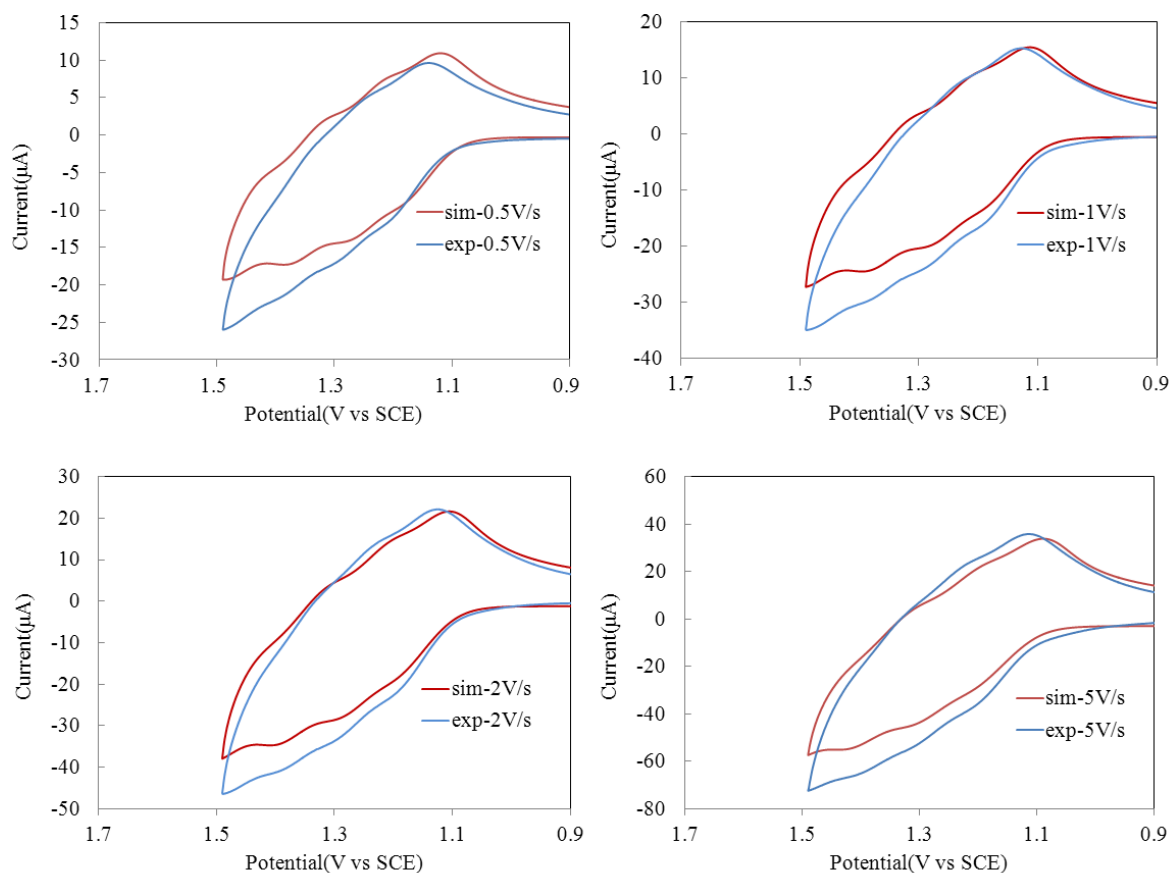 15
10
5
0
-5
-10
-15
-20
-25
-30
Current(µA)
sim-0.5V/s
exp-0.5V/s
1.7 1.5 1.3 1.1 0.9
Potential(V vs SCE)
20
10
0
-10
-20
-30
-40
Current(µA)
sim-1V/s
exp-1V/s
1.7 1.5 1.3 1.1 0.9
Potential(V vs SCE)
30
20
10
0
-10
-20
-30
-40
-50
Current(µA)
sim-2V/s
exp-2V/s
1.7 1.5 1.3 1.1 0.9
Potential(V vs SCE)
60
40
20
0
-20
-40
-60
-80
Current(µA)
sim-5V/s
exp-5V/s
1.7 1.5 1.3 1.1 0.9
Potential(V vs SCE)